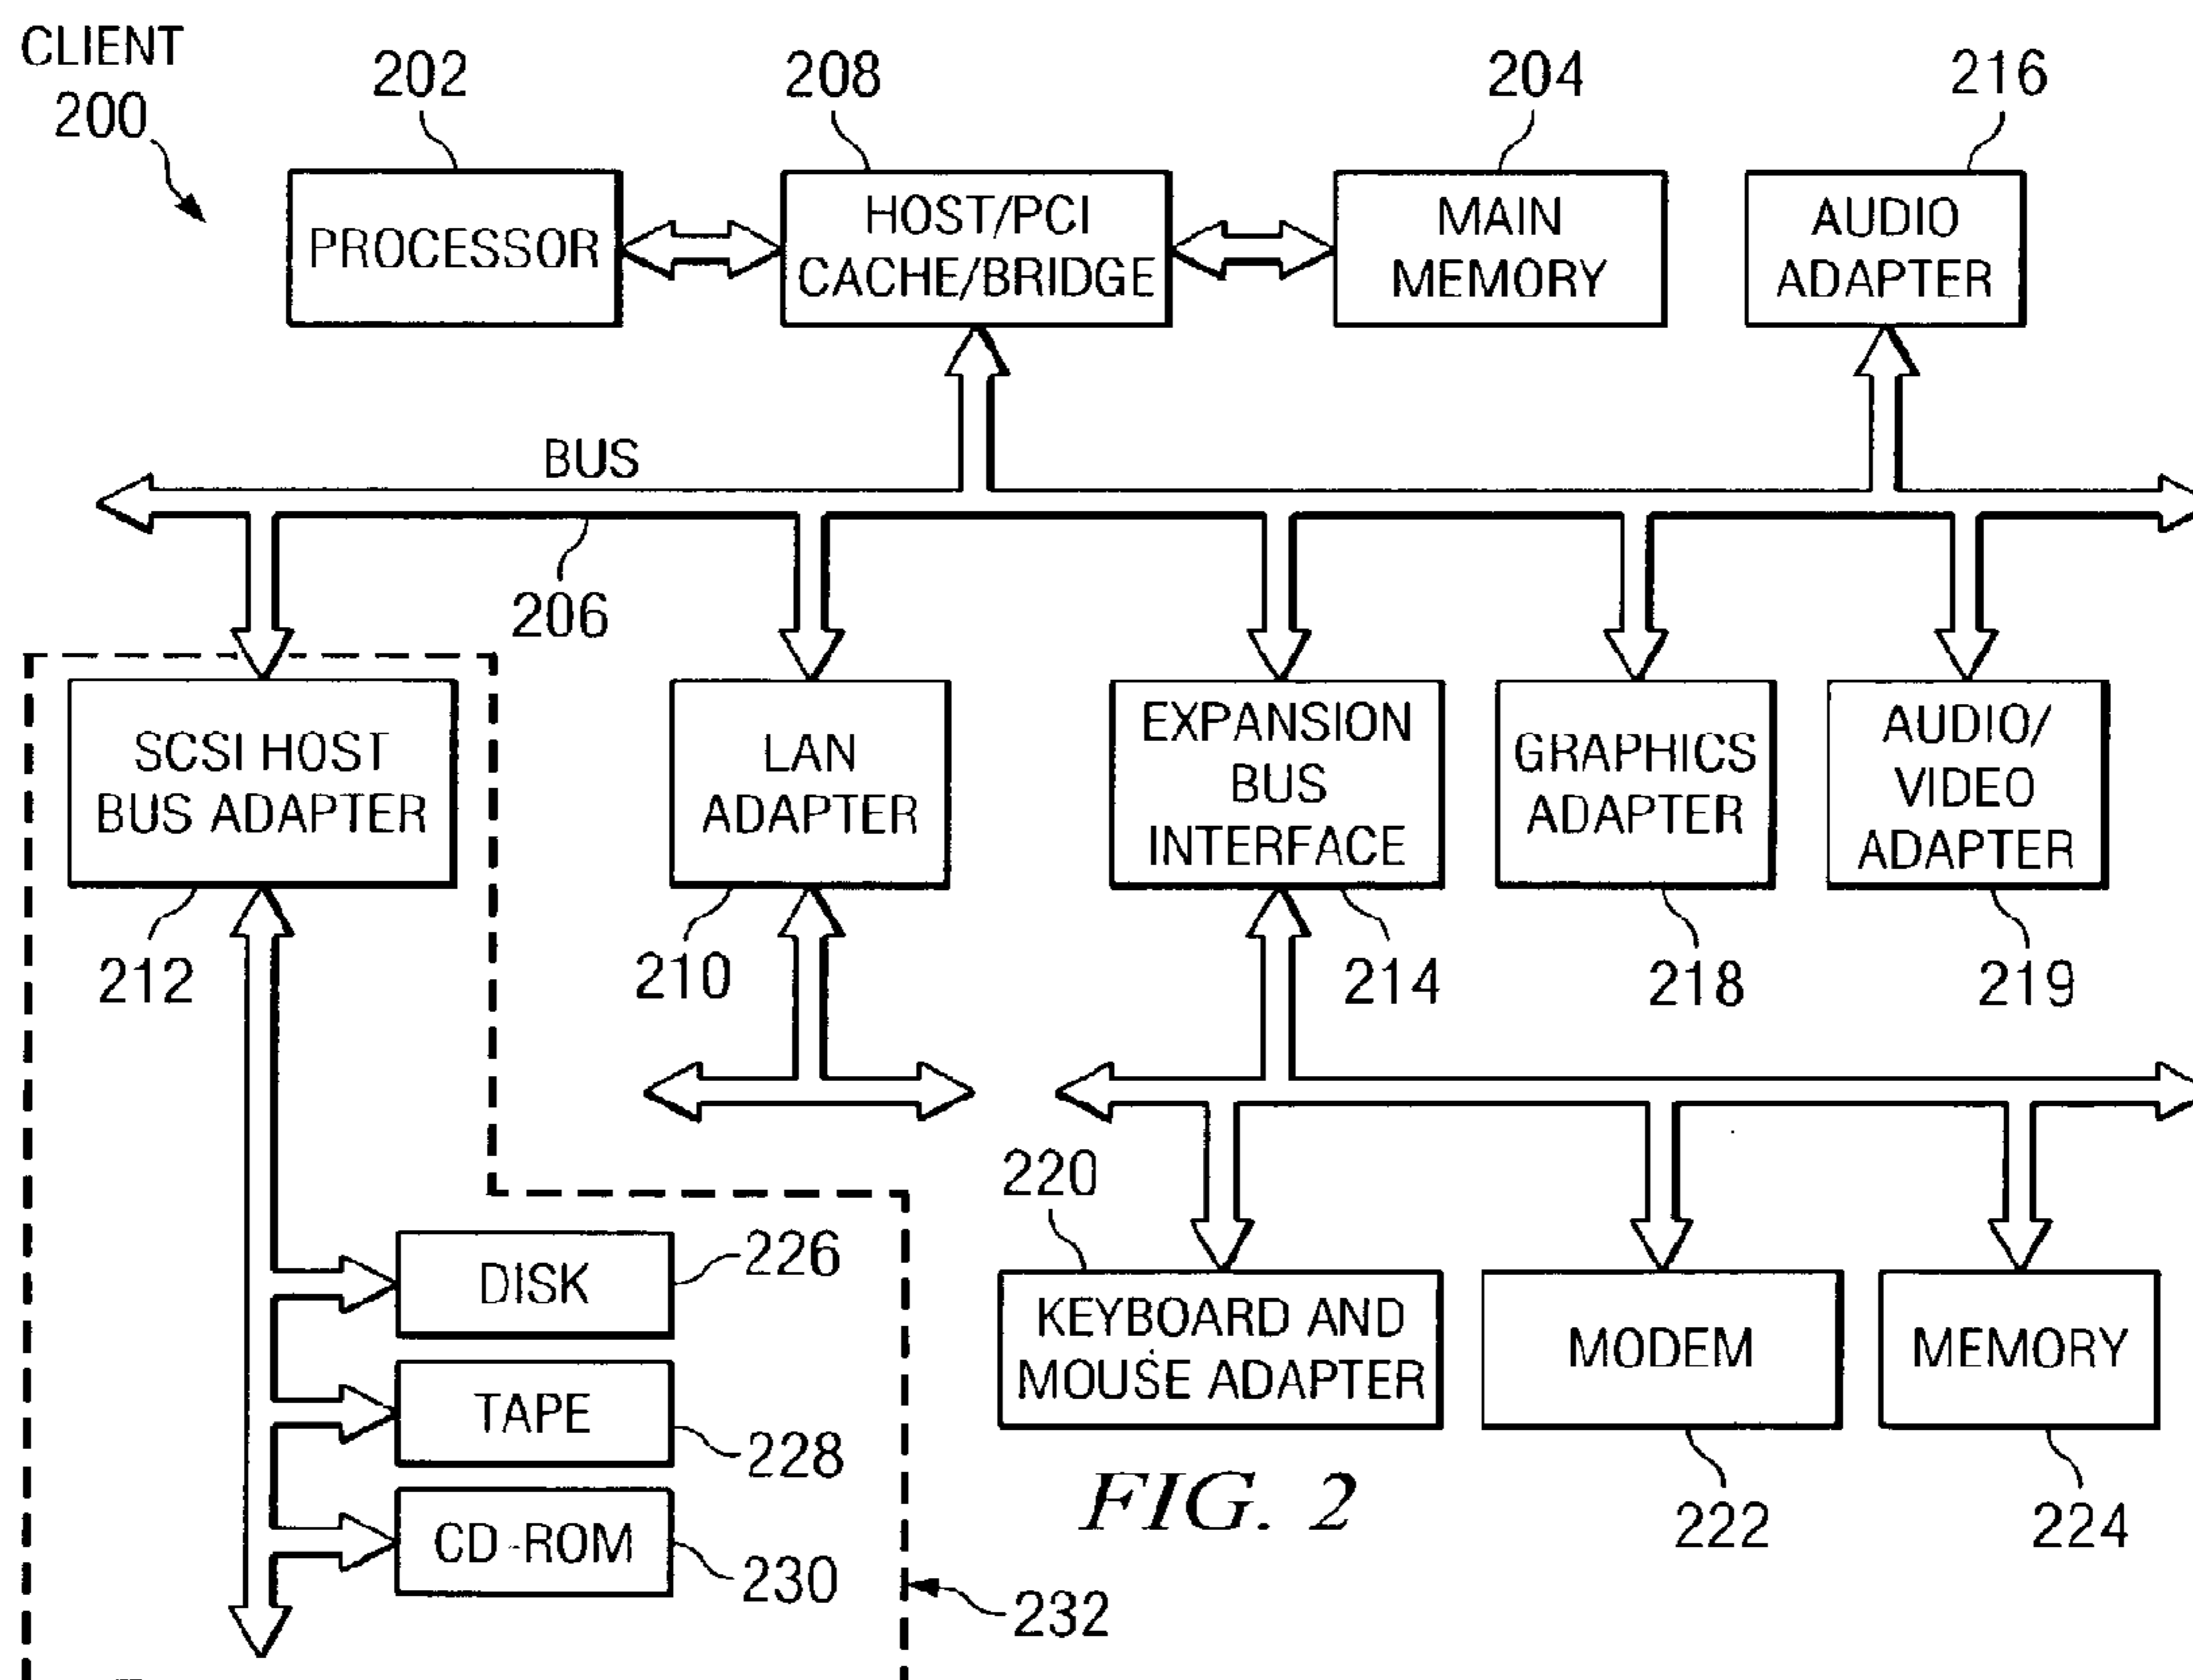 CLIENT
200
202
208
204
216
PROCESSOR
HOST/PCI
CACHE/BRIDGE
MAIN
MEMORY
AUDIO
ADAPTER
BUS
206
SCSI HOST
BUS ADAPTER
LAN
ADAPTER
EXPANSION
BUS
INTERFACE
GRAPHICS
ADAPTER
AUDIO/
VIDEO
ADAPTER
212
210
214
218
219
220
DISK
226
TAPE
228
CD-ROM
230
232
KEYBOARD AND
MOUSE ADAPTER
MODEM
MEMORY
222
224
FIG. 2